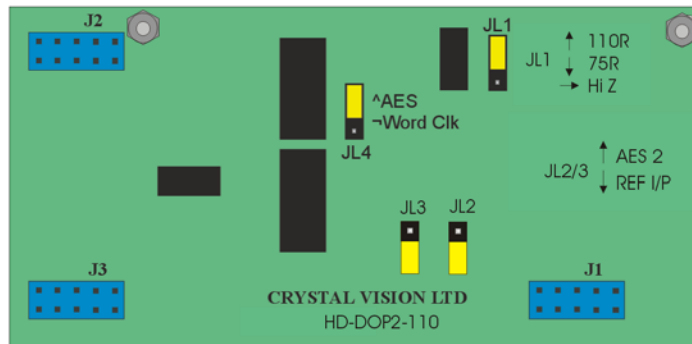 J2
JL1
JL1
110R
75R
Hi Z
^AES
¬Word Clk
JL4
JL2/3
AES 2
REF I/P
JL3
JL2
J3
J1
CRYSTAL VISION LTD
HD-DOP2-110